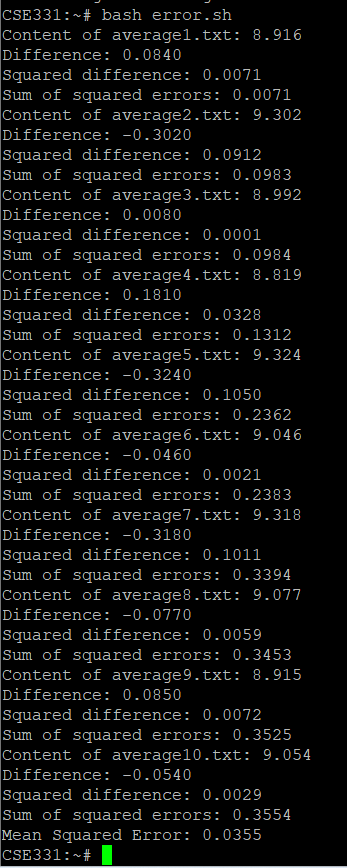 CSE331:~# bash error.sh
Content of average1.txt: 8.916
Difference: 0.0840
Squared difference: 0.0071
Sum of squared errors: 0.0071
Content of average2.txt: 9.302
Difference: -0.3020
Squared difference: 0.0912
Sum of squared errors: 0.0983
Content of average3.txt: 8.992
Difference: 0.0080
Squared difference: 0.0001
Sum of squared errors: 0.0984
Content of average4.txt: 8.819
Difference: 0.1810
Squared difference: 0.0328
Sum of squared errors: 0.1312
Content of average5.txt: 9.324
Difference: -0.3240
Squared difference: 0.1050
Sum of squared errors: 0.2362
Content of average6.txt: 9.046
Difference: -0.0460
Squared difference: 0.0021
Sum of squared errors: 0.2383
Content of average7.txt: 9.318
Difference: -0.3180
Squared difference: 0.1011
Sum of squared errors: 0.3394
Content of average8.txt: 9.077
Difference: -0.0770
Squared difference: 0.0059
Sum of squared errors: 0.3453
Content of average9.txt: 8.915
Difference: 0.0850
Squared difference: 0.0072
Sum of squared errors: 0.3525
Content of average10.txt: 9.054
Difference: -0.0540
Squared difference: 0.0029
Sum of squared errors: 0.3554
Mean Squared Error: 0.0355
CSE331:~#